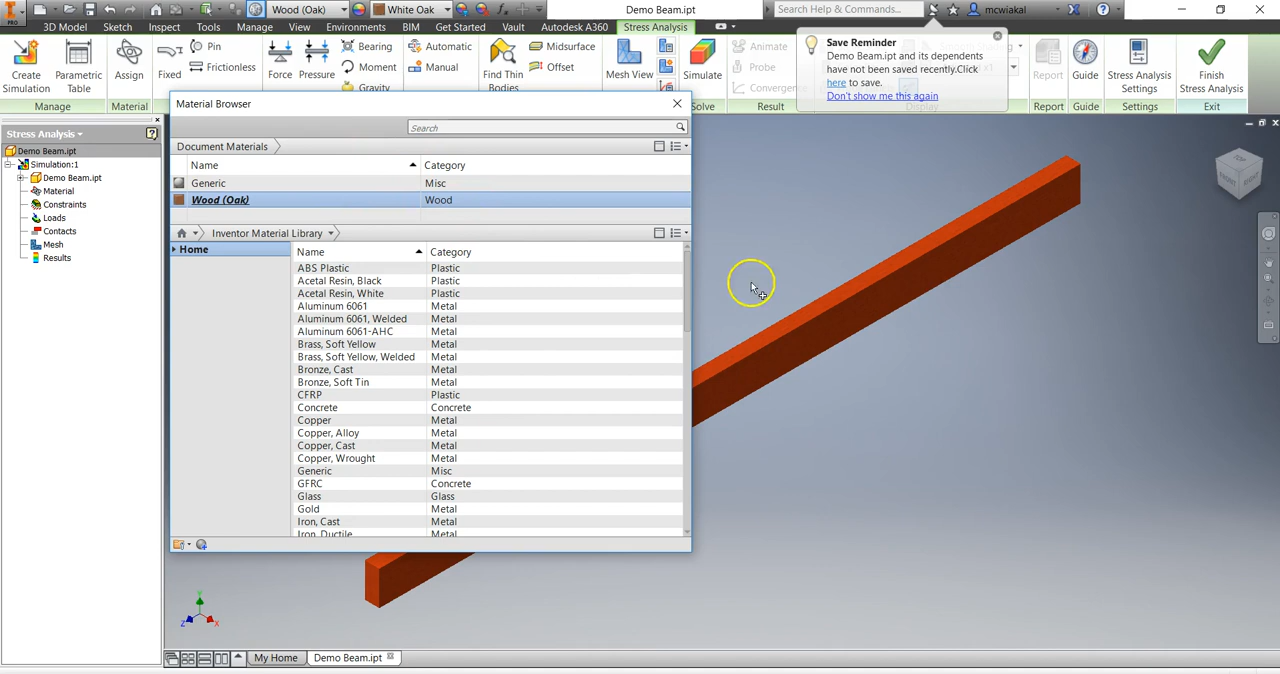 Wood (Oak)
White Oak
Demo Beam.ipt
Search Help & Commands...
mcwiakal
PRO
3D Model Sketch Inspect Tools Manage View Environments BIM Get Started Vault Autodesk A360 Stress Analysis
Create Simulation
Parametric Table
Assign
Fixed
Pin
Frictionless
Force
Pressure
Bearing
Moment
Gravity
Automatic
Manual
Find Thin Bodies
Midsurface
Offset
Mesh View
Simulate
Animate
Probe
Convergence
Report
Guide
Stress Analysis Settings
Finish Stress Analysis
Manage
Material
Solve
Result
Display
Report
Guide
Settings
Exit
Save Reminder
Demo Beam.ipt and its dependents
have not been saved recently.Click
here to save.
Don't show me this again
Stress Analysis
Demo Beam.ipt
Simulation:1
Demo Beam.ipt
Material
Constraints
Loads
Contacts
Mesh
Results
Material Browser
Search
Document Materials
Name Category
Generic Misc
Wood (Oak) Wood
Inventor Material Library
Home
Name Category
ABS Plastic Plastic
Acetal Resin, Black Plastic
Acetal Resin, White Plastic
Aluminum 6061 Metal
Aluminum 6061, Welded Metal
Aluminum 6061-AHC Metal
Brass, Soft Yellow Metal
Brass, Soft Yellow, Welded Metal
Bronze, Cast Metal
Bronze, Soft Tin Metal
CFRP Plastic
Concrete Concrete
Copper Metal
Copper, Alloy Metal
Copper, Cast Metal
Copper, Wrought Metal
Generic Misc
GFRC Concrete
Glass Glass
Gold Metal
Iron, Cast Metal
Iron, Ductile Metal
TOP
FRONT
RIGHT
Y
Z
X
My Home
Demo Beam.ipt